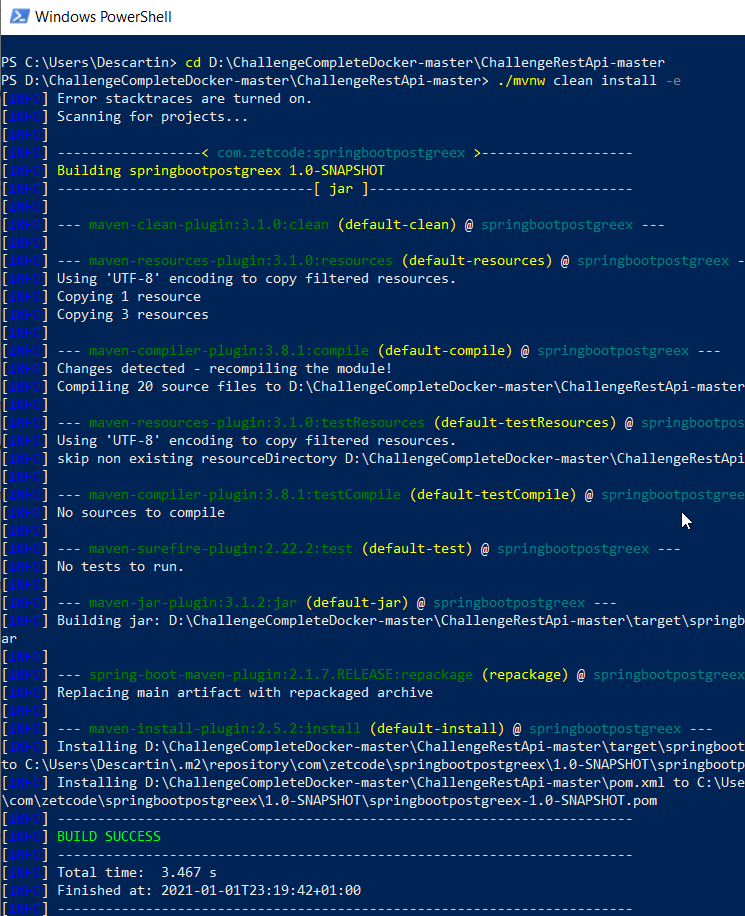 Windows PowerShell
PS C:\Users\Descartin> cd D:\ChallengeCompleteDocker-master\ChallengeRestApi-master
PS D:\ChallengeCompleteDocker-master\ChallengeRestApi-master> ./mvnw clean install -e
[INFO] Error stacktraces are turned on.
[INFO] Scanning for projects...
[INFO]
[INFO] ------------------< com.zetcode:springbootpostgreex >-------------------
[INFO] Building springbootpostgreex 1.0-SNAPSHOT
[INFO] --------------------------------[ jar ]---------------------------------
[INFO]
[INFO] --- maven-clean-plugin:3.1.0:clean (default-clean) @ springbootpostgreex ---
[INFO]
[INFO] --- maven-resources-plugin:3.1.0:resources (default-resources) @ springbootpostgreex -
[INFO] Using 'UTF-8' encoding to copy filtered resources.
[INFO] Copying 1 resource
[INFO] Copying 3 resources
[INFO]
[INFO] --- maven-compiler-plugin:3.8.1:compile (default-compile) @ springbootpostgreex ---
[INFO] Changes detected - recompiling the module!
[INFO] Compiling 20 source files to D:\ChallengeCompleteDocker-master\ChallengeRestApi-master
[INFO]
[INFO] --- maven-resources-plugin:3.1.0:testResources (default-testResources) @ springbootpos
[INFO] Using 'UTF-8' encoding to copy filtered resources.
[INFO] skip non existing resourceDirectory D:\ChallengeCompleteDocker-master\ChallengeRestApi
[INFO]
[INFO] --- maven-compiler-plugin:3.8.1:testCompile (default-testCompile) @ springbootpostgree
[INFO] No sources to compile
[INFO]
[INFO] --- maven-surefire-plugin:2.22.2:test (default-test) @ springbootpostgreex ---
[INFO] No tests to run.
[INFO]
[INFO] --- maven-jar-plugin:3.1.2:jar (default-jar) @ springbootpostgreex ---
[INFO] Building jar: D:\ChallengeCompleteDocker-master\ChallengeRestApi-master\target\springb
ar
[INFO]
[INFO] --- spring-boot-maven-plugin:2.1.7.RELEASE:repackage (repackage) @ springbootpostgreex
[INFO] Replacing main artifact with repackaged archive
[INFO]
[INFO] --- maven-install-plugin:2.5.2:install (default-install) @ springbootpostgreex ---
[INFO] Installing D:\ChallengeCompleteDocker-master\ChallengeRestApi-master\target\springboot
to C:\Users\Descartin\.m2\repository\com\zetcode\springbootpostgreex\1.0-SNAPSHOT\springbootp
[INFO] Installing D:\ChallengeCompleteDocker-master\ChallengeRestApi-master\pom.xml to C:\Use
\com\zetcode\springbootpostgreex\1.0-SNAPSHOT\springbootpostgreex-1.0-SNAPSHOT.pom
[INFO] ------------------------------------------------------------------------
[INFO] BUILD SUCCESS
[INFO] ------------------------------------------------------------------------
[INFO] Total time:  3.467 s
[INFO] Finished at: 2021-01-01T23:19:42+01:00
[INFO] ------------------------------------------------------------------------